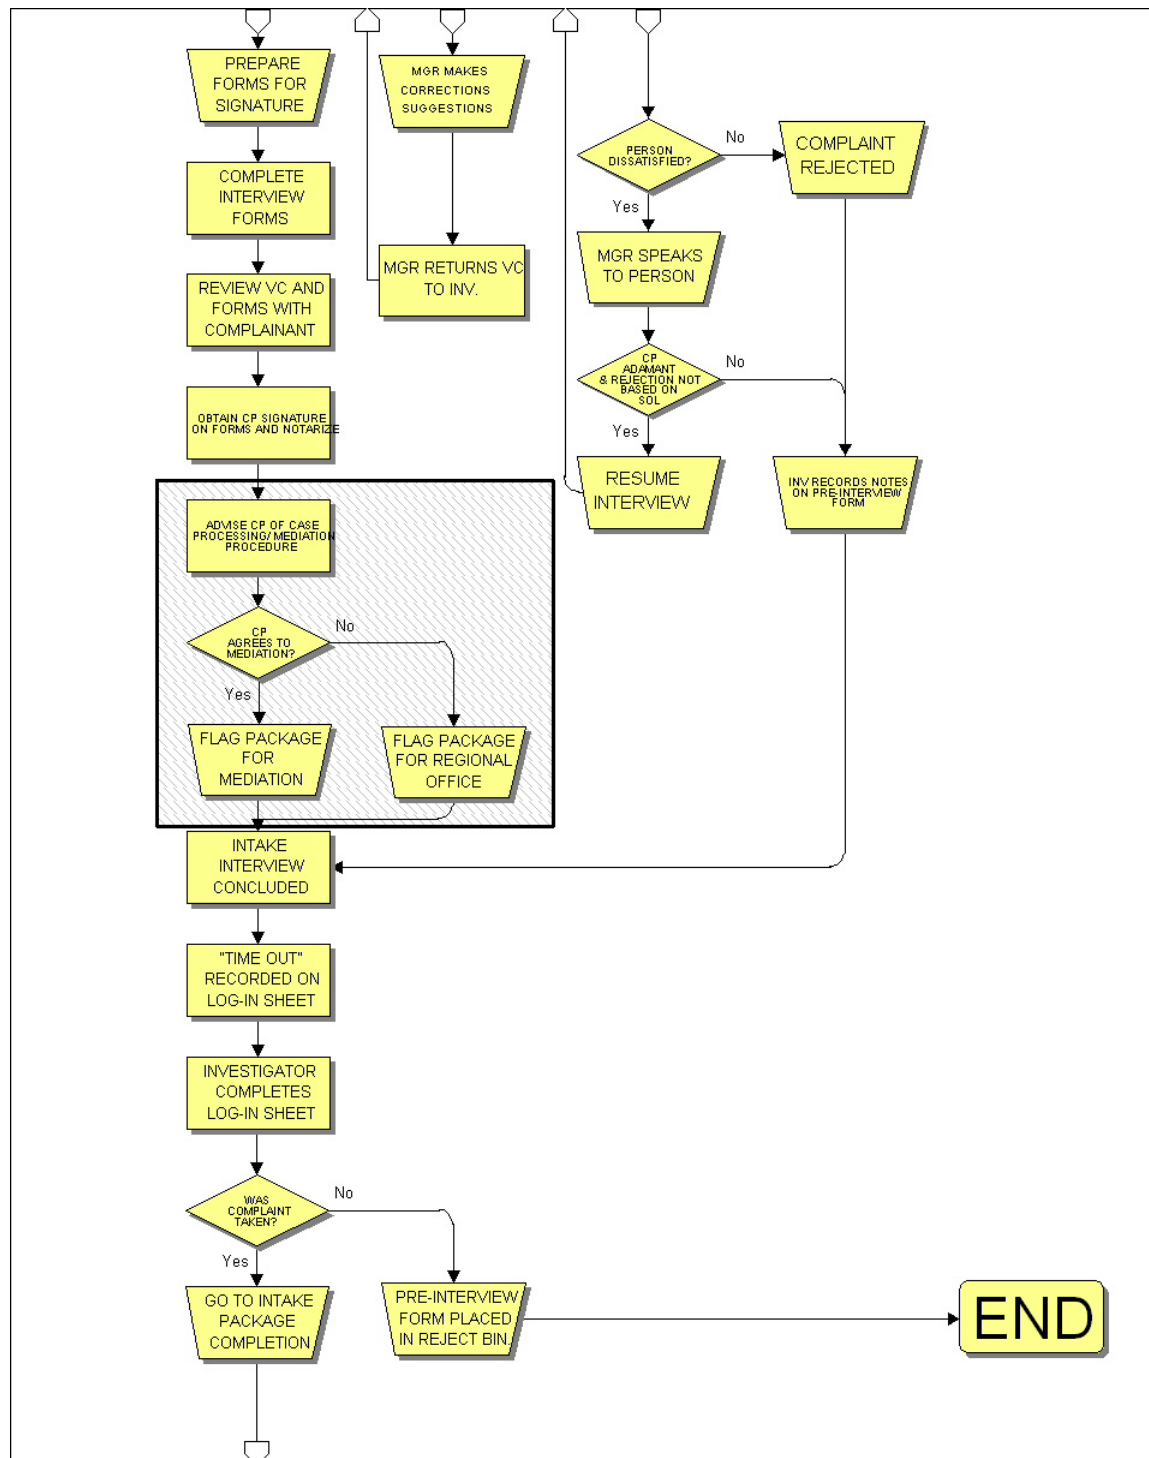 PREPARE
FORMS FOR
SIGNATURE
MGR MAKES
CORRECTIONS
SUGGESTIONS
PERSON
DISSATISFIED?
No
COMPLAINT
REJECTED
Yes
COMPLETE
INTERVIEW
FORMS
MGR SPEAKS
TO PERSON
MGR RETURNS VC
TO INV.
REVIEW VC AND
FORMS WITH
COMPLAINANT
CP
ADAMANT
& REJECTION NOT
BASED ON
SOL
No
Yes
OBTAIN CP SIGNATURE
ON FORMS AND NOTARIZE
RESUME
INTERVIEW
INV RECORDS NOTES
ON PRE-INTERVIEW
FORM
ADVISE CP OF CASE
PROCESSING/ MEDIATION
PROCEDURE
CP
AGREES TO
MEDIATION?
No
Yes
FLAG PACKAGE
FOR
MEDIATION
FLAG PACKAGE
FOR REGIONAL
OFFICE
INTAKE
INTERVIEW
CONCLUDED
"TIME OUT"
RECORDED ON
LOG-IN SHEET
INVESTIGATOR
COMPLETES
LOG-IN SHEET
WAS
COMPLAINT
TAKEN?
No
Yes
GO TO INTAKE
PACKAGE
COMPLETION
PRE-INTERVIEW
FORM PLACED
IN REJECT BIN.
END